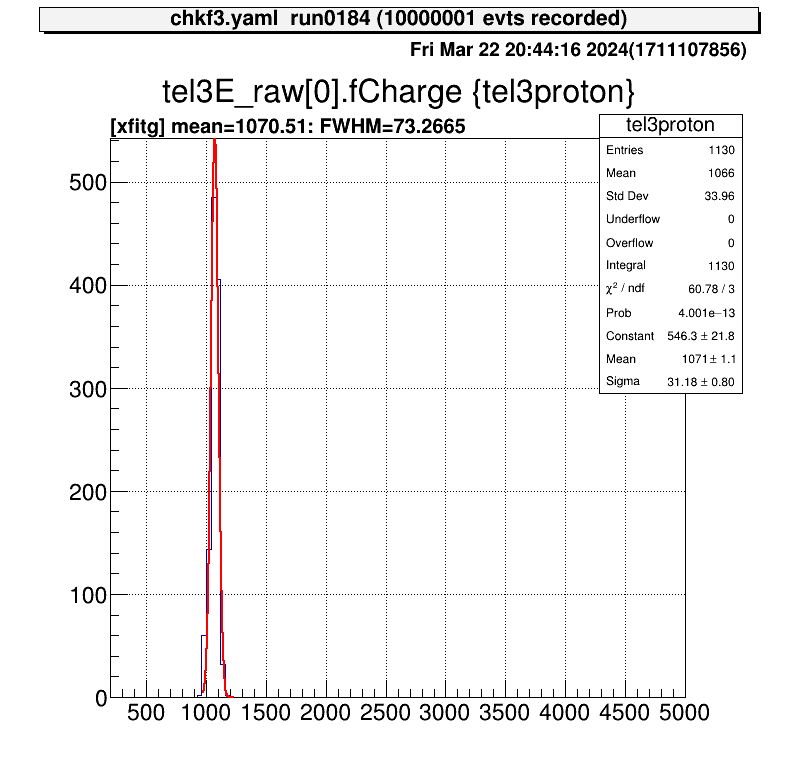 chkf3.yaml run0184 (10000001 evts recorded)
Fri Mar 22 20:44:16 2024(1711107856)
tel3E_raw[0].fCharge {tel3proton}
[xfitg] mean=1070.51: FWHM=73.2665
tel3proton
Entries 1130
Mean 1066
Std Dev 33.96
Underflow 0
Overflow 0
Integral 1130
χ² / ndf 60.78 / 3
Prob 4.001e−13
Constant 546.3 ± 21.8
Mean 1071 ± 1.1
Sigma 31.18 ± 0.80
500
400
300
200
100
0
500 1000 1500 2000 2500 3000 3500 4000 4500 5000